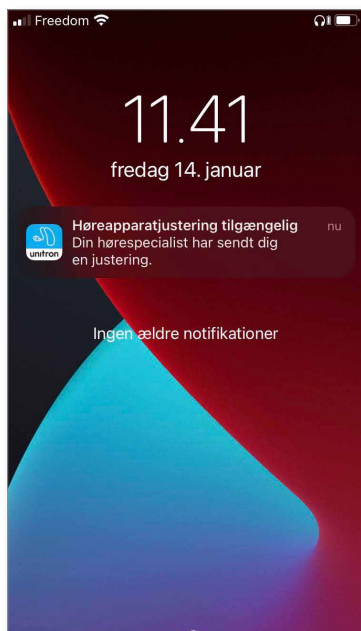 Freedom
11.41
fredag 14. januar
Høreapparatjustering tilgængelig nu
Din hørespecialist har sendt dig
en justering.
unitron
Ingen ældre notifikationer